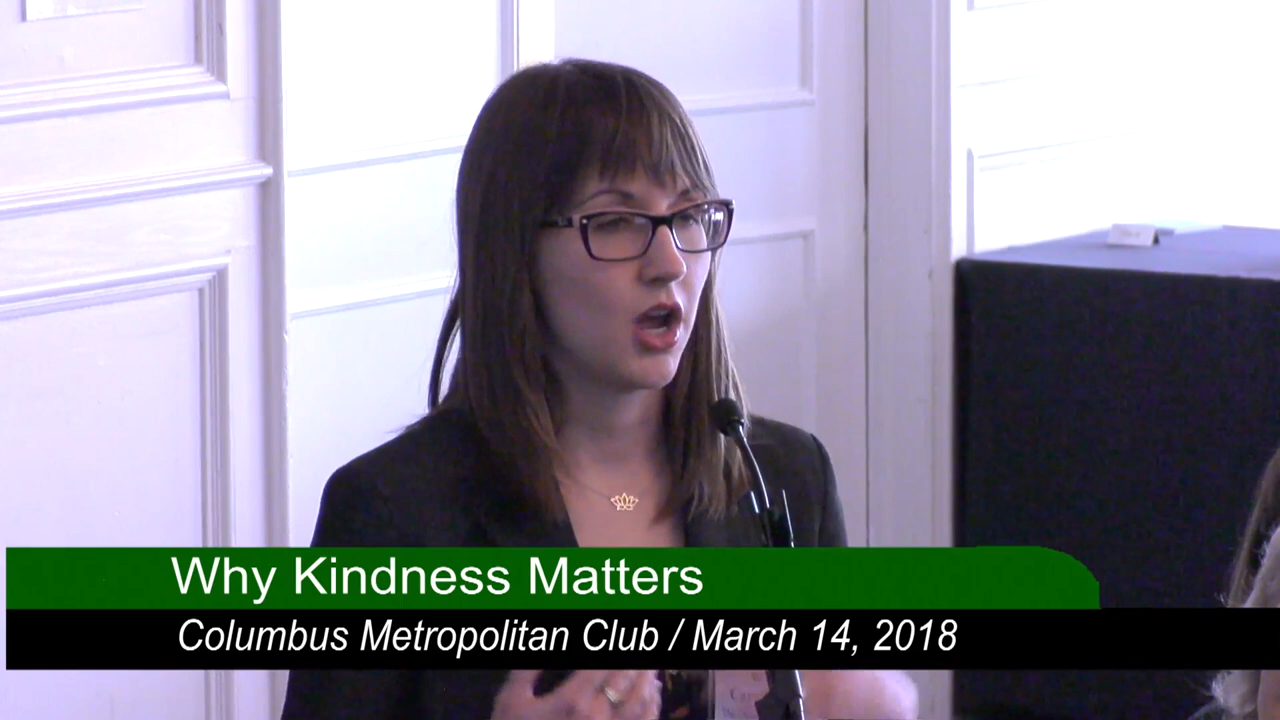 Why Kindness Matters
Columbus Metropolitan Club / March 14, 2018